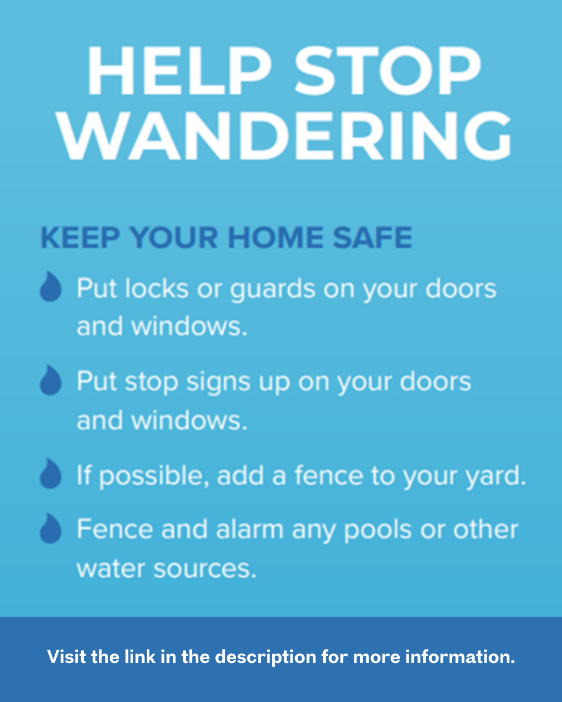 HELP STOP
WANDERING
KEEP YOUR HOME SAFE
Put locks or guards on your doors
and windows.
Put stop signs up on your doors
and windows.
If possible, add a fence to your yard.
Fence and alarm any pools or other
water sources.
Visit the link in the description for more information.